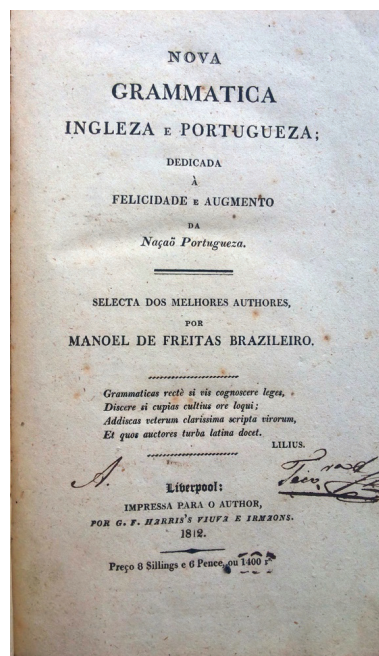 NOVA
GRAMMATICA
INGLEZA E PORTUGUEZA;
DEDICADA
À
FELICIDADE E AUGMENTO
DA
Naçaõ Portugueza.
SELECTA DOS MELHORES AUTHORES,
POR
MANOEL DE FREITAS BRAZILEIRO.
Grammaticas rectè si vis cognoscere leges,
Discere si cupias cultius ore loqui;
Addiscas veterum clarissima scripta virorum,
Et quos auctores turba latina docet.
LILIUS.
A.
Liverpool:
IMPRESSA PARA O AUTHOR,
POR G. F. HARRIS'S VIUVA E IRMAONS.
1812.
Preço 8 Sillings e 6 Pence, ou 1400 rˢ